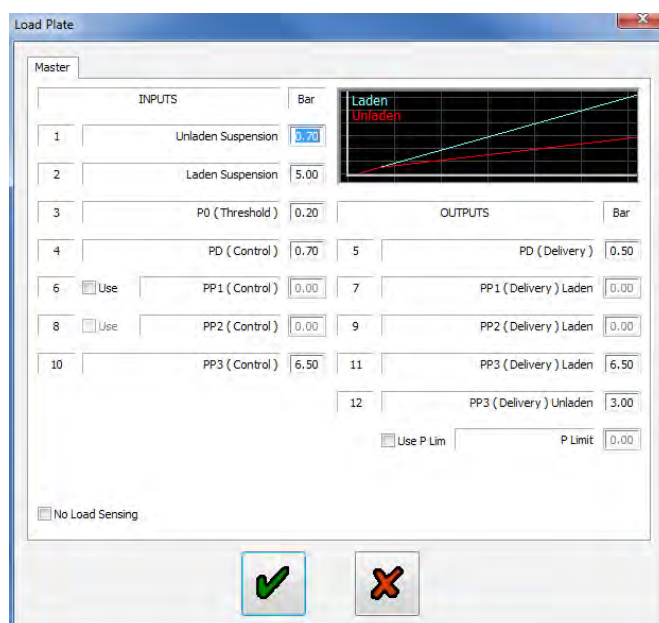 Load Plate
Master
INPUTS Bar
Laden
Unladen
1 Unladen Suspension 0.70
2 Laden Suspension 5.00
3 P0 ( Threshold ) 0.20
OUTPUTS Bar
4 PD ( Control ) 0.70
5 PD ( Delivery ) 0.50
6 Use PP1 ( Control ) 0.00
7 PP1 ( Delivery ) Laden 0.00
8 Use PP2 ( Control ) 0.00
9 PP2 ( Delivery ) Laden 0.00
10 PP3 ( Control ) 6.50
11 PP3 ( Delivery ) Laden 6.50
12 PP3 ( Delivery ) Unladen 3.00
Use P Lim P Limit 0.00
No Load Sensing